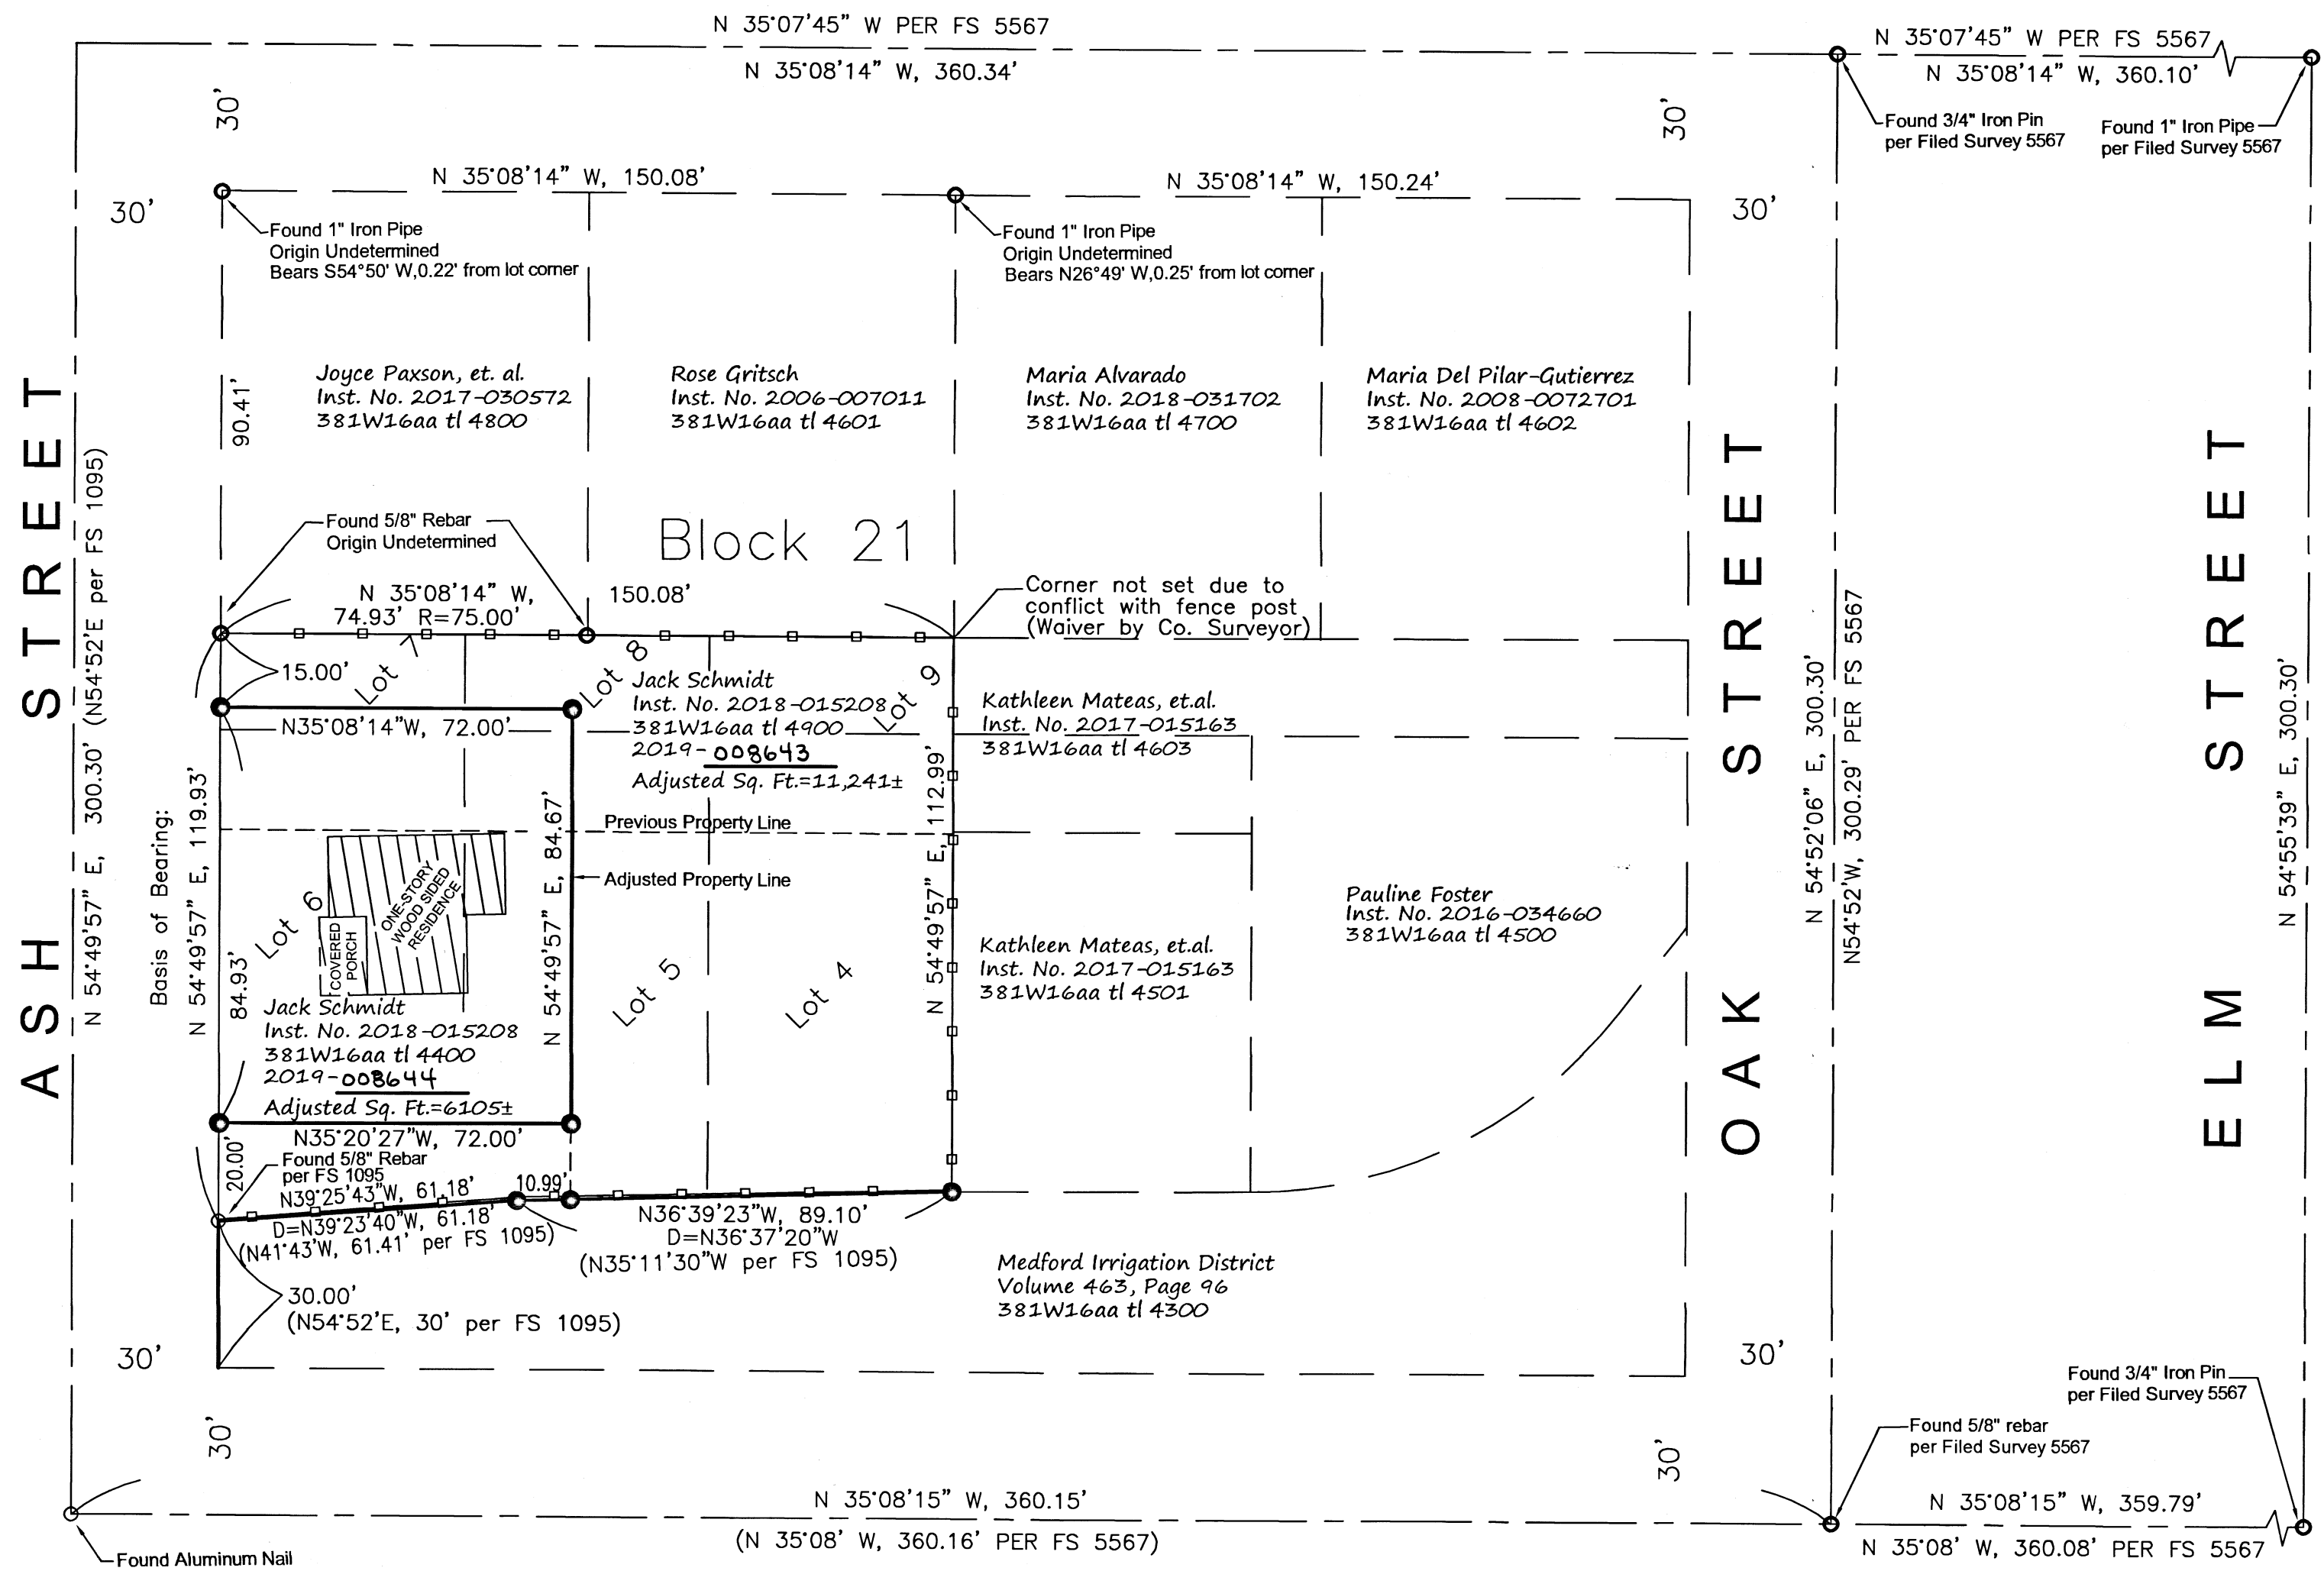 N 35°07'45" W PER FS 5567
N 35°08'14" W, 360.34'
N 35°07'45" W PER FS 5567
N 35°08'14" W, 360.10'
30'
30'
Found 3/4" Iron Pin
per Filed Survey 5567
Found 1" Iron Pipe
per Filed Survey 5567
N 35°08'14" W, 150.08'
N 35°08'14" W, 150.24'
30'
30'
Found 1" Iron Pipe
Origin Undetermined
Bears S54°50' W,0.22' from lot corner
Found 1" Iron Pipe
Origin Undetermined
Bears N26°49' W,0.25' from lot corner
90.41'
Joyce Paxson, et. al.
Inst. No. 2017-030572
381W16aa tl 4800
Rose Gritsch
Inst. No. 2006-007011
381W16aa tl 4601
Maria Alvarado
Inst. No. 2018-031702
381W16aa tl 4700
Maria Del Pilar-Gutierrez
Inst. No. 2008-0072701
381W16aa tl 4602
ASH STREET
N 54°49'57" E, 300.30' (N54°52'E per FS 1095)
OAK STREET
N 54°52'06" E, 300.30'
N54°52'W, 300.29' PER FS 5567
ELM STREET
N 54°55'39" E, 300.30'
Found 5/8" Rebar
Origin Undetermined
Block 21
N 35°08'14" W,
74.93' R=75.00'
150.08'
Corner not set due to
conflict with fence post
(Waiver by Co. Surveyor)
15.00'
Lot 7
Lot 8
Lot 9
Jack Schmidt
Inst. No. 2018-015208
381W16aa tl 4900
2019-008643
Adjusted Sq. Ft.=11,241±
Kathleen Mateas, et.al.
Inst. No. 2017-015163
381W16aa tl 4603
N35°08'14"W, 72.00'
Basis of Bearing:
N 54°49'57" E, 119.93'
84.93'
N 54°49'57" E, 84.67'
N 54°49'57" E, 112.99'
Previous Property Line
Adjusted Property Line
Lot 6
ONE-STORY
WOOD SIDED
RESIDENCE
COVERED
PORCH
Lot 5
Lot 4
Kathleen Mateas, et.al.
Inst. No. 2017-015163
381W16aa tl 4501
Pauline Foster
Inst. No. 2016-034660
381W16aa tl 4500
Jack Schmidt
Inst. No. 2018-015208
381W16aa tl 4400
2019-008644
Adjusted Sq. Ft.=6105±
N35°20'27"W, 72.00'
20.00'
Found 5/8" Rebar
per FS 1095
N39°25'43"W, 61.18'
10.99'
D=N39°23'40"W, 61.18'
(N41°43'W, 61.41' per FS 1095)
N36°39'23"W, 89.10'
D=N36°37'20"W
(N35°11'30"W per FS 1095)
30.00'
(N54°52'E, 30' per FS 1095)
Medford Irrigation District
Volume 463, Page 96
381W16aa tl 4300
30'
30'
30'
30'
Found 3/4" Iron Pin
per Filed Survey 5567
Found 5/8" rebar
per Filed Survey 5567
N 35°08'15" W, 360.15'
(N 35°08' W, 360.16' PER FS 5567)
N 35°08'15" W, 359.79'
N 35°08' W, 360.08' PER FS 5567
Found Aluminum Nail